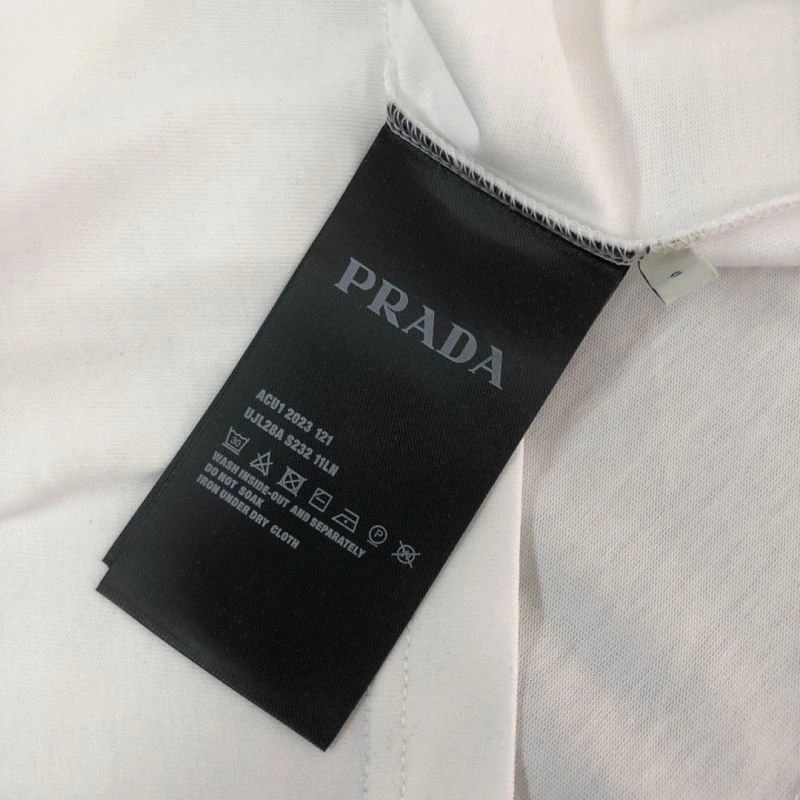 PRADA
ACU1 2023 121
UJL28A S232 11LN
30
P
W
WASH INSIDE-OUT AND SEPARATELY
DO NOT SOAK
IRON UNDER DRY CLOTH